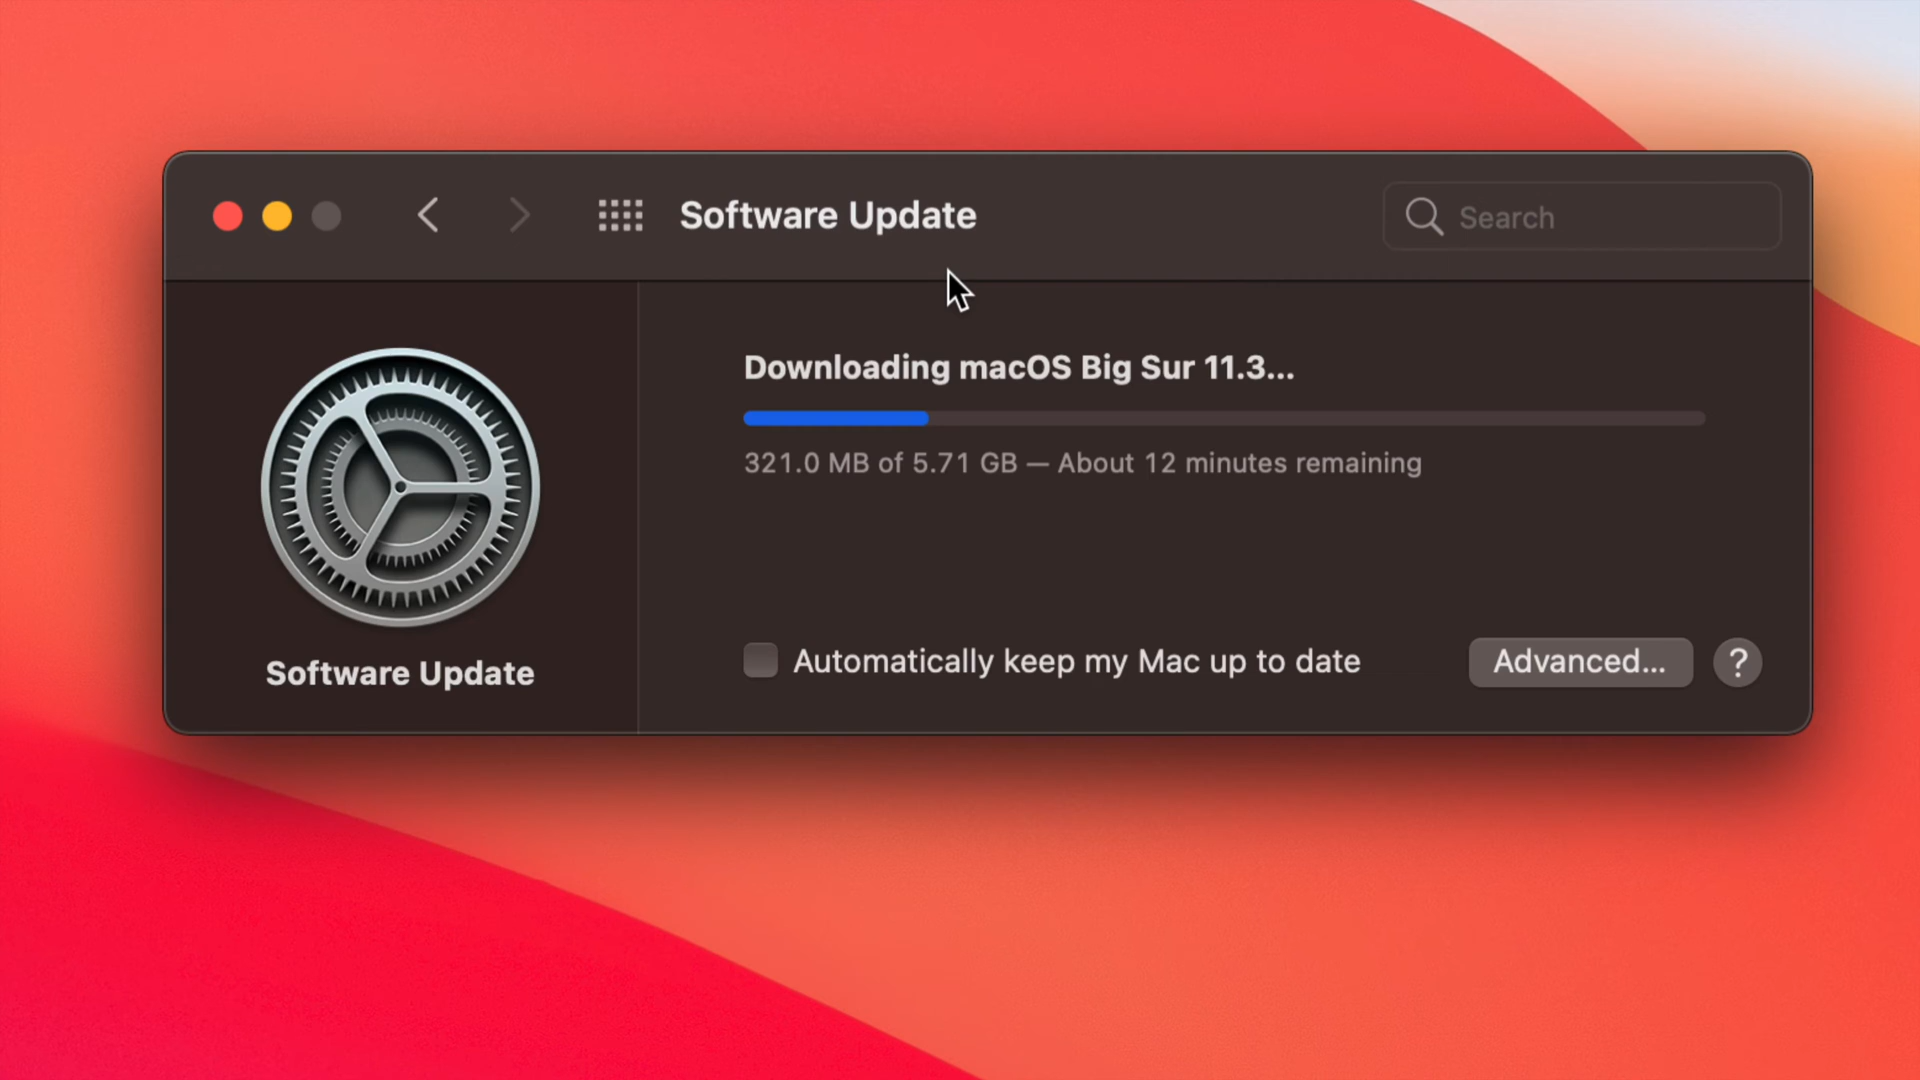 Software Update
Search
Downloading macOS Big Sur 11.3...
321.0 MB of 5.71 GB — About 12 minutes remaining
Software Update
Automatically keep my Mac up to date
Advanced...
?